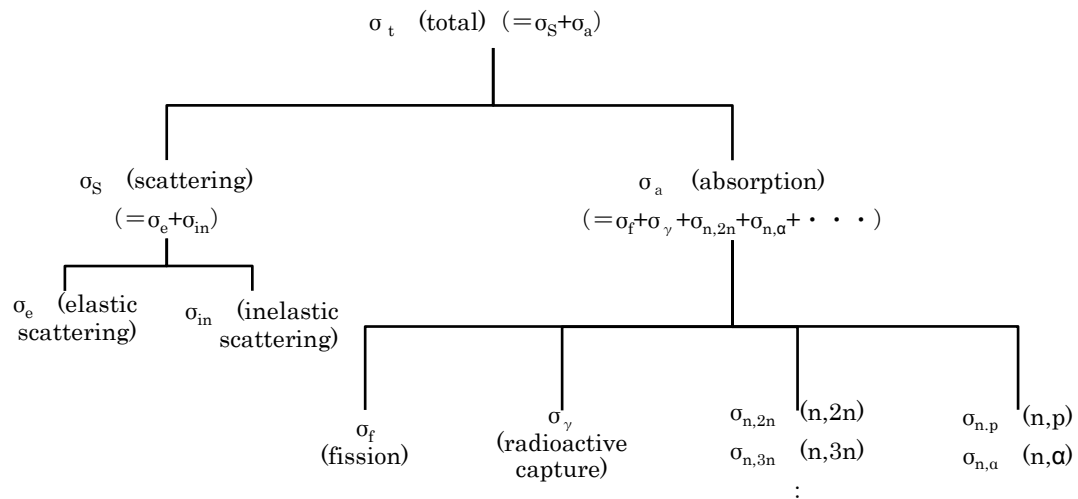 σt (total) (＝σS+σa)
σS (scattering)
(＝σe+σin)
σa (absorption)
(＝σf+σγ+σn,2n+σn,α+・・・)
σe (elastic
scattering)
σin (inelastic
scattering)
σf
(fission)
σγ
(radioactive
capture)
σn,2n (n,2n)
σn,3n (n,3n)
:
σn.p (n,p)
σn,α (n,α)